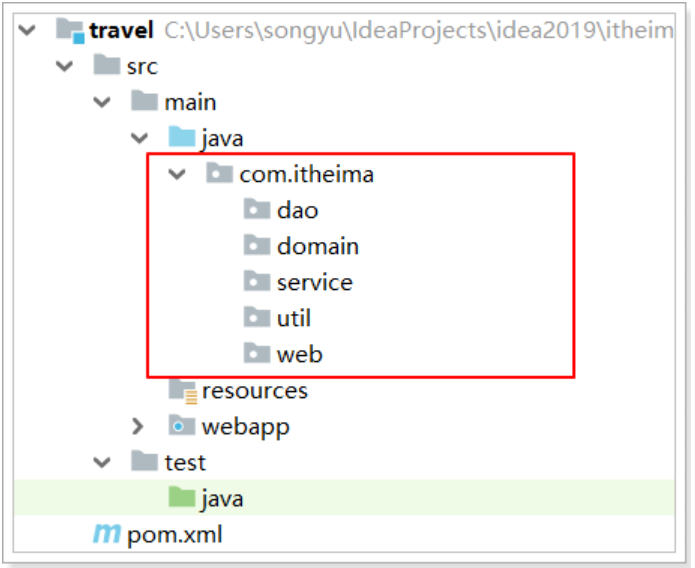 travel C:\Users\songyu\IdeaProjects\idea2019\itheim
src
main
java
com.itheima
dao
domain
service
util
web
resources
webapp
test
java
pom.xml